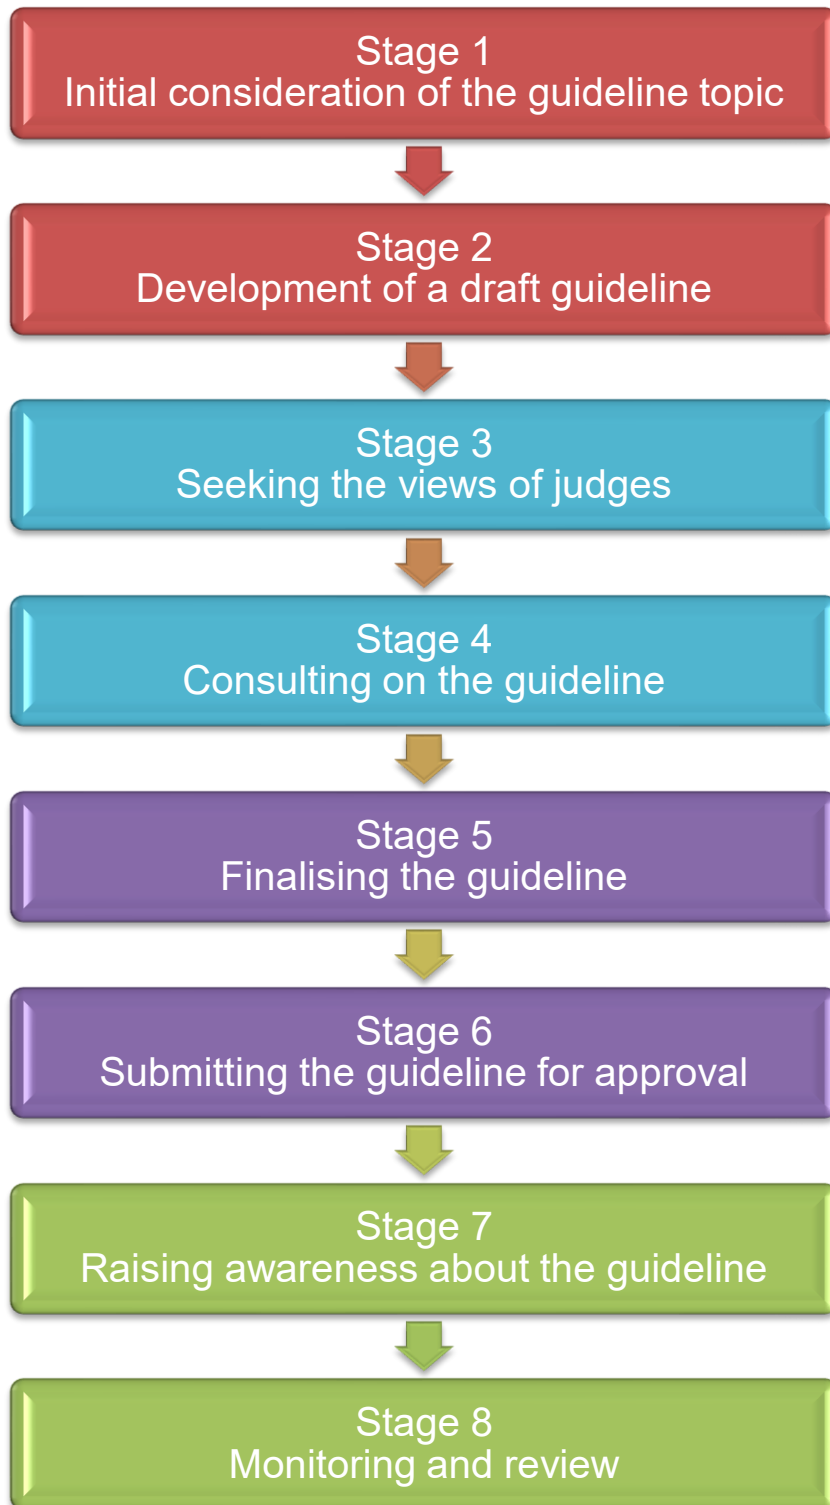 Stage 1
Initial consideration of the guideline topic
Stage 2
Development of a draft guideline
Stage 3
Seeking the views of judges
Stage 4
Consulting on the guideline
Stage 5
Finalising the guideline
Stage 6
Submitting the guideline for approval
Stage 7
Raising awareness about the guideline
Stage 8
Monitoring and review